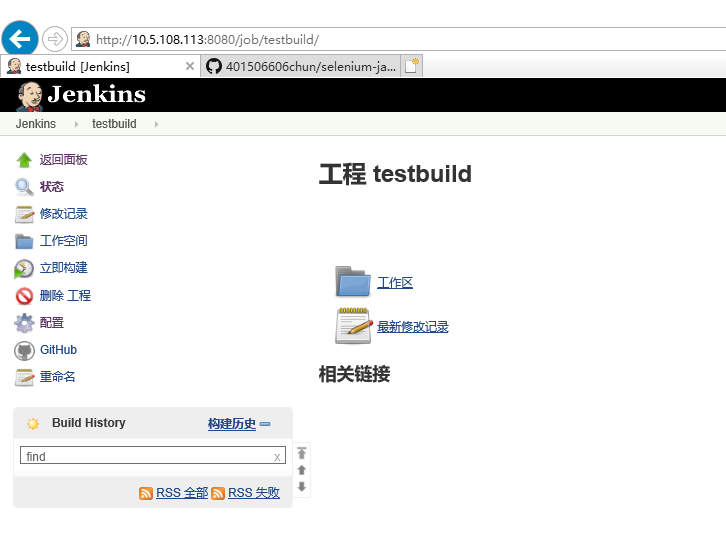 http://10.5.108.113:8080/job/testbuild/
testbuild [Jenkins] × 401506606chun/selenium-ja...
Jenkins
Jenkins testbuild
返回面板
状态
修改记录
工作空间
立即构建
删除 工程
配置
GitHub
重命名
工程 testbuild
工作区
最新修改记录
相关链接
Build History 构建历史
find x
RSS 全部 RSS 失败